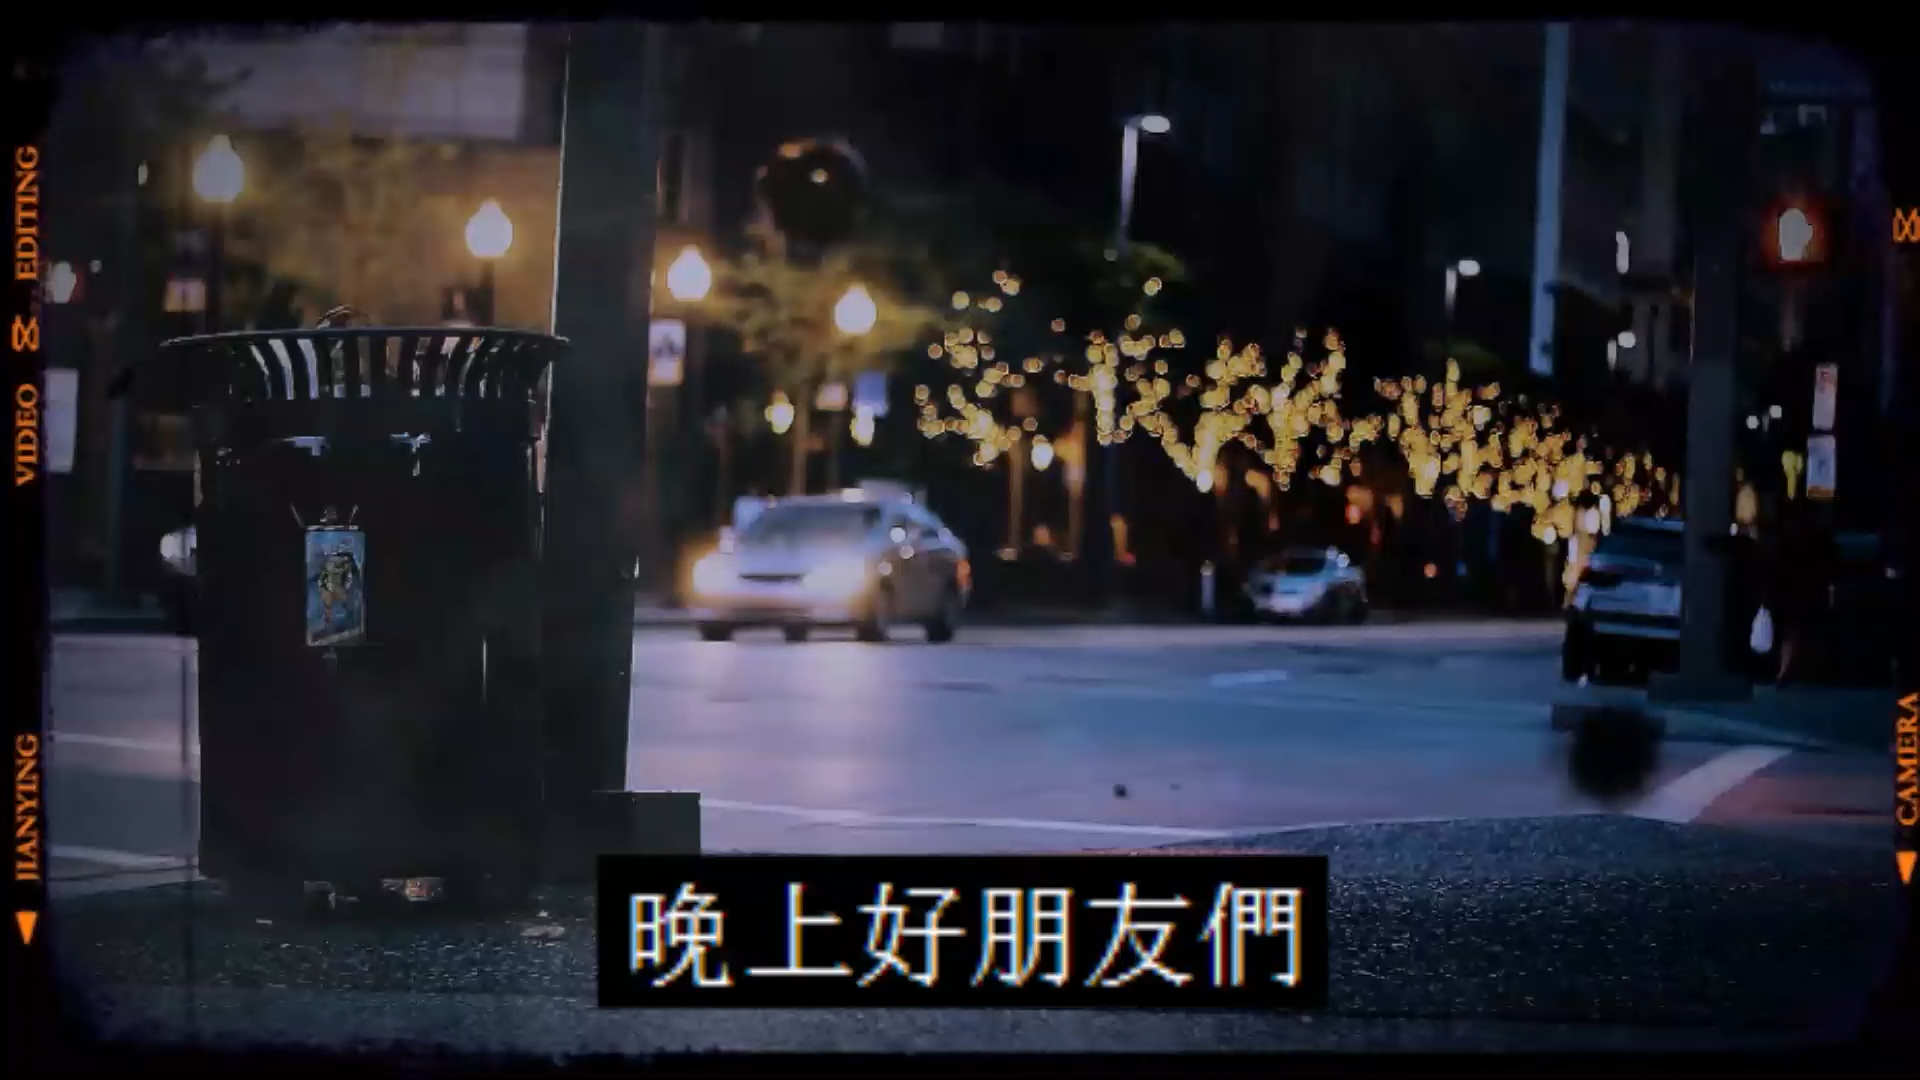 VIDEO EDITING
JIANYING
CAMERA
晚上好朋友們